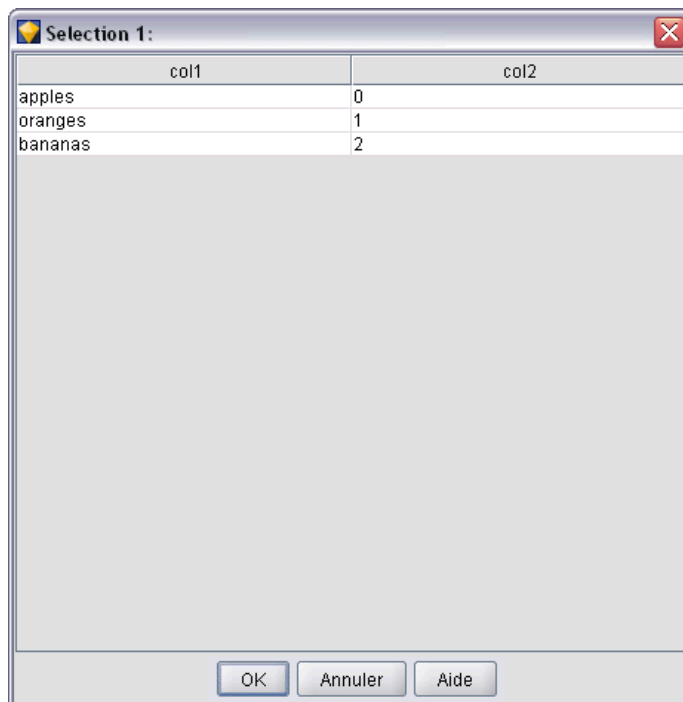 Selection 1:
col1 col2
apples 0
oranges 1
bananas 2
OK Annuler Aide